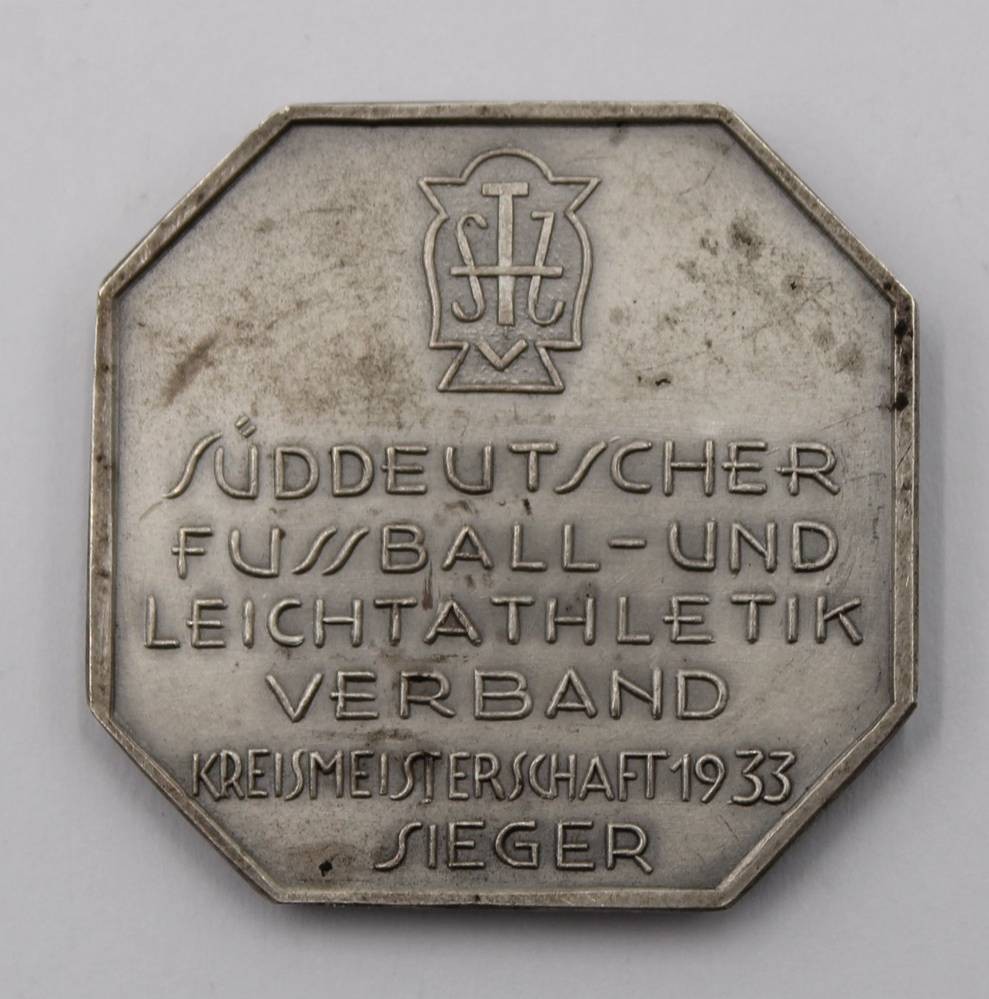 SÜDDEUTSCHER
FUSSBALL-UND
LEICHTATHLETIK
VERBAND
KREISMEISTERSCHAFT 1933
SIEGER